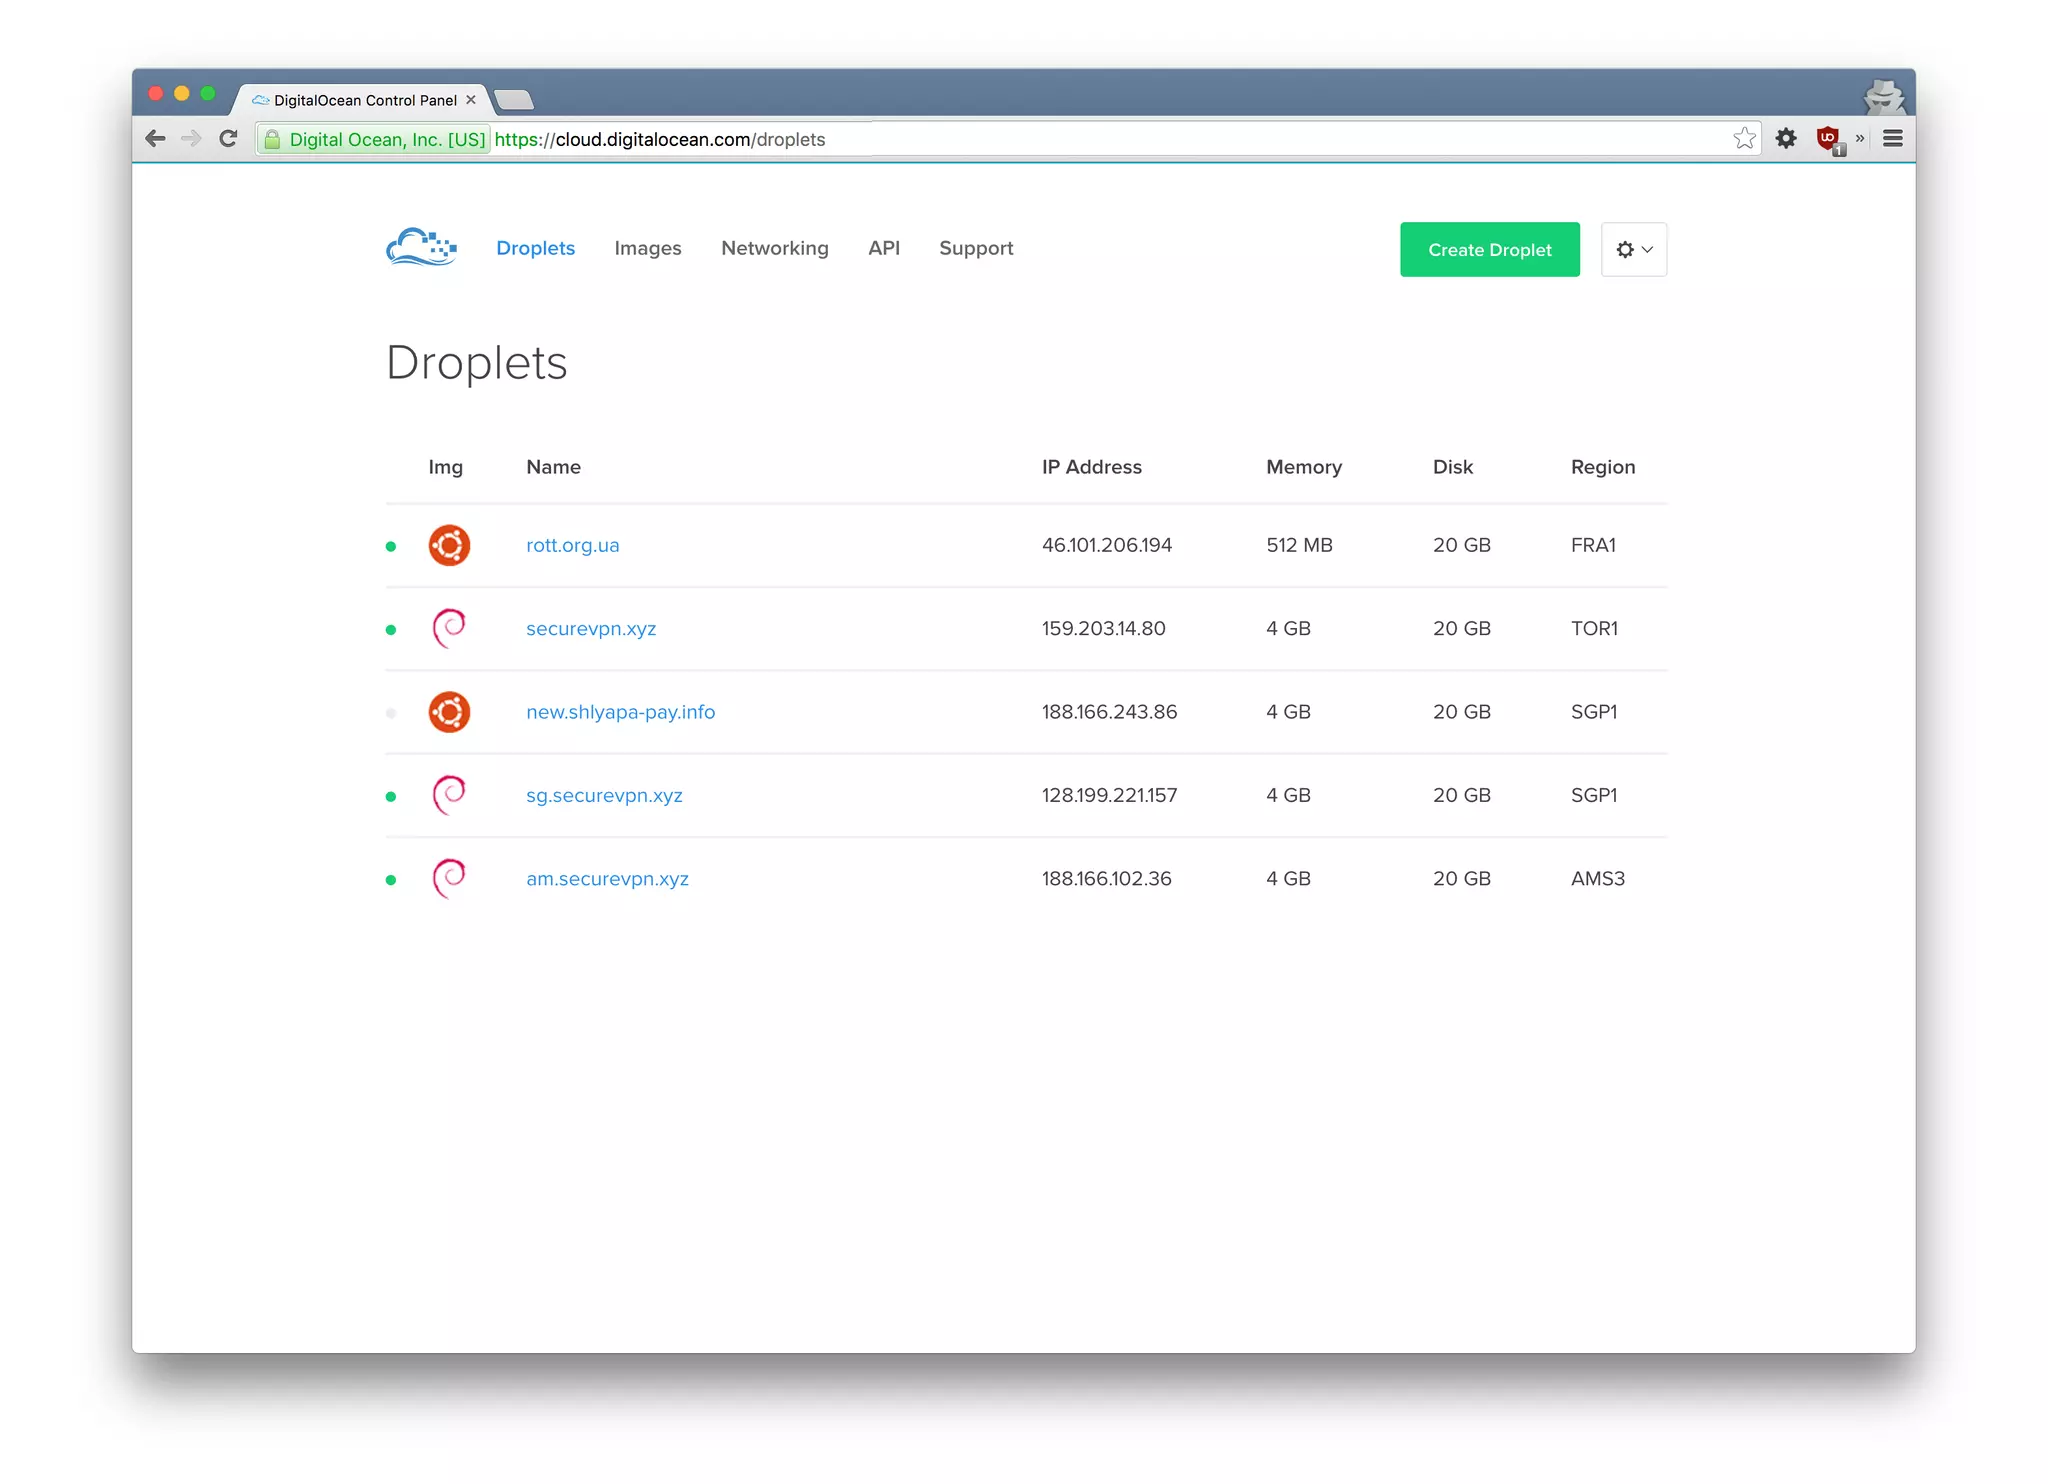 DigitalOcean Control Panel
Digital Ocean, Inc. [US] https://cloud.digitalocean.com/droplets
1
Droplets Images Networking API Support Create Droplet
Droplets
Img Name IP Address Memory Disk Region
rott.org.ua 46.101.206.194 512 MB 20 GB FRA1
securevpn.xyz 159.203.14.80 4 GB 20 GB TOR1
new.shlyapa-pay.info 188.166.243.86 4 GB 20 GB SGP1
sg.securevpn.xyz 128.199.221.157 4 GB 20 GB SGP1
am.securevpn.xyz 188.166.102.36 4 GB 20 GB AMS3